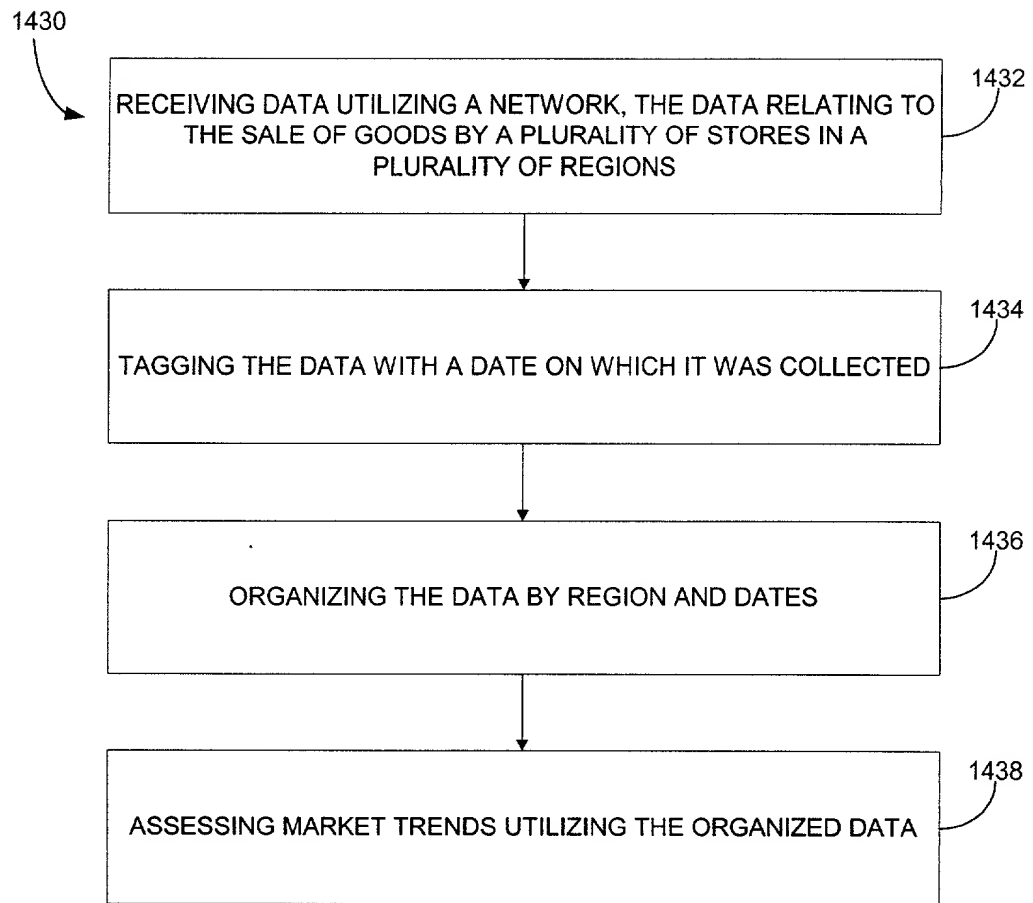 1430
1432
RECEIVING DATA UTILIZING A NETWORK, THE DATA RELATING TO
THE SALE OF GOODS BY A PLURALITY OF STORES IN A
PLURALITY OF REGIONS
1434
TAGGING THE DATA WITH A DATE ON WHICH IT WAS COLLECTED
1436
ORGANIZING THE DATA BY REGION AND DATES
1438
ASSESSING MARKET TRENDS UTILIZING THE ORGANIZED DATA